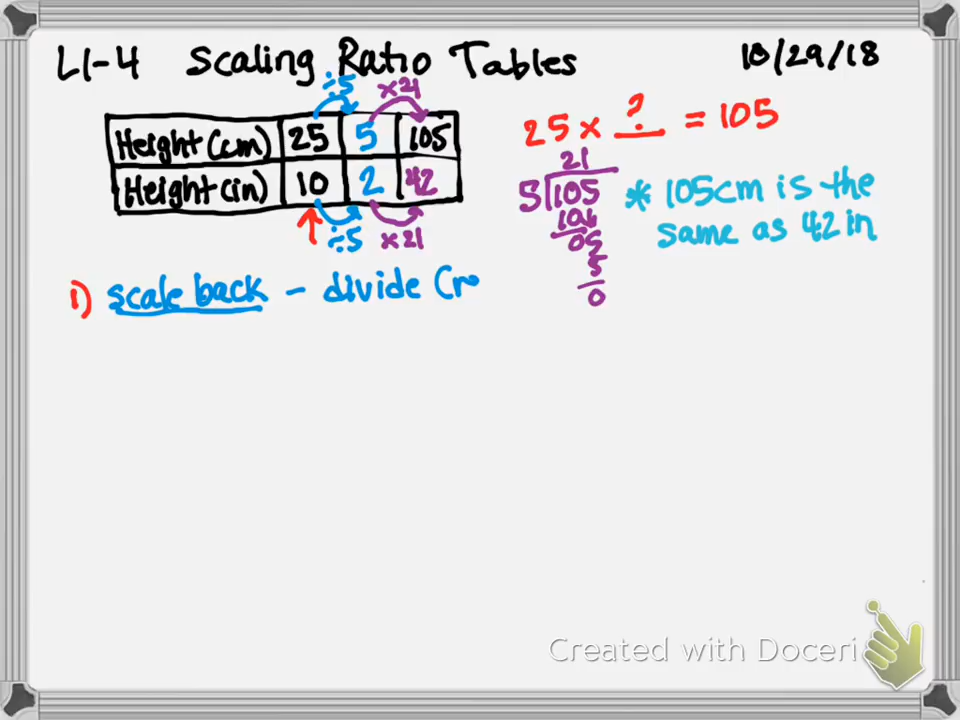 L1-4 Scaling Ratio Tables 10/29/18
÷5 ×21
Height (cm) 25 5 105
Height (in) 10 2 42
÷5 ×21
25 × ? = 105
21
5 105
10
05
5
0
* 105cm is the
same as 42 in
1) scale back - divide
Created with Doceri